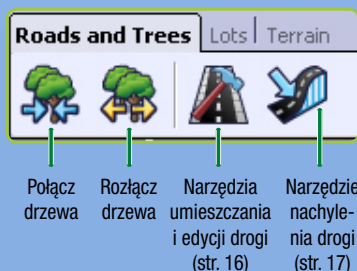 Roads and Trees Lots Terrain
Połącz drzewa
Rozłącz drzewa
Narzędzia umieszczania i edycji drogi (str. 16)
Narzędzie nachyle- nia drogi (str. 17)